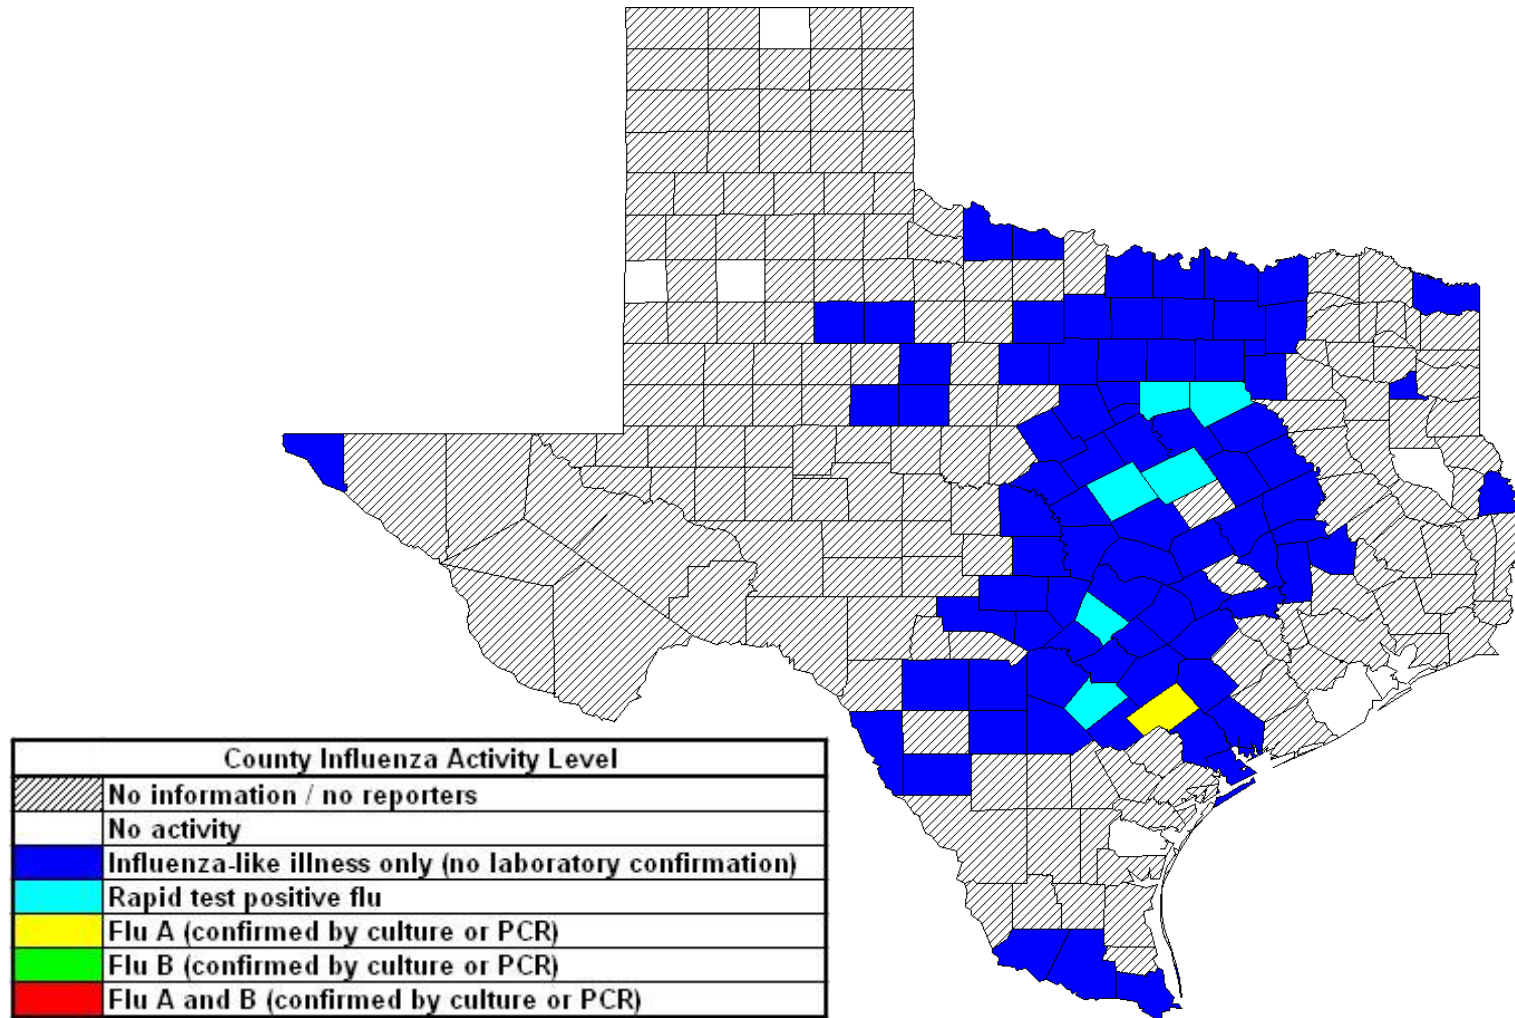 County Influenza Activity Level
No information / no reporters
No activity
Influenza-like illness only (no laboratory confirmation)
Rapid test positive flu
Flu A (confirmed by culture or PCR)
Flu B (confirmed by culture or PCR)
Flu A and B (confirmed by culture or PCR)